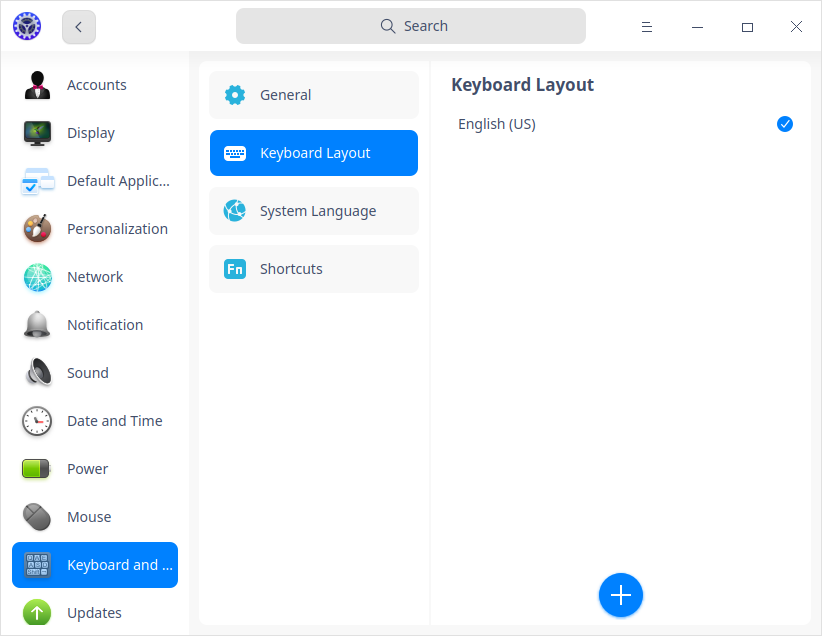 Search
Accounts
Display
Default Applic...
Personalization
Network
Notification
Sound
Date and Time
Power
Mouse
Keyboard and ...
Updates
General
Keyboard Layout
System Language
Fn Shortcuts
Keyboard Layout
English (US)